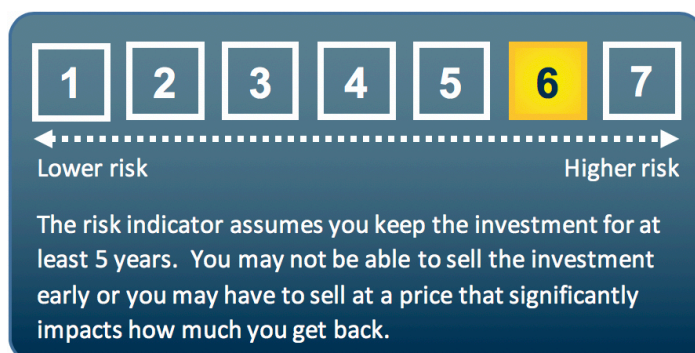 1 2 3 4 5 6 7
Lower risk Higher risk
The risk indicator assumes you keep the investment for at
least 5 years. You may not be able to sell the investment
early or you may have to sell at a price that significantly
impacts how much you get back.